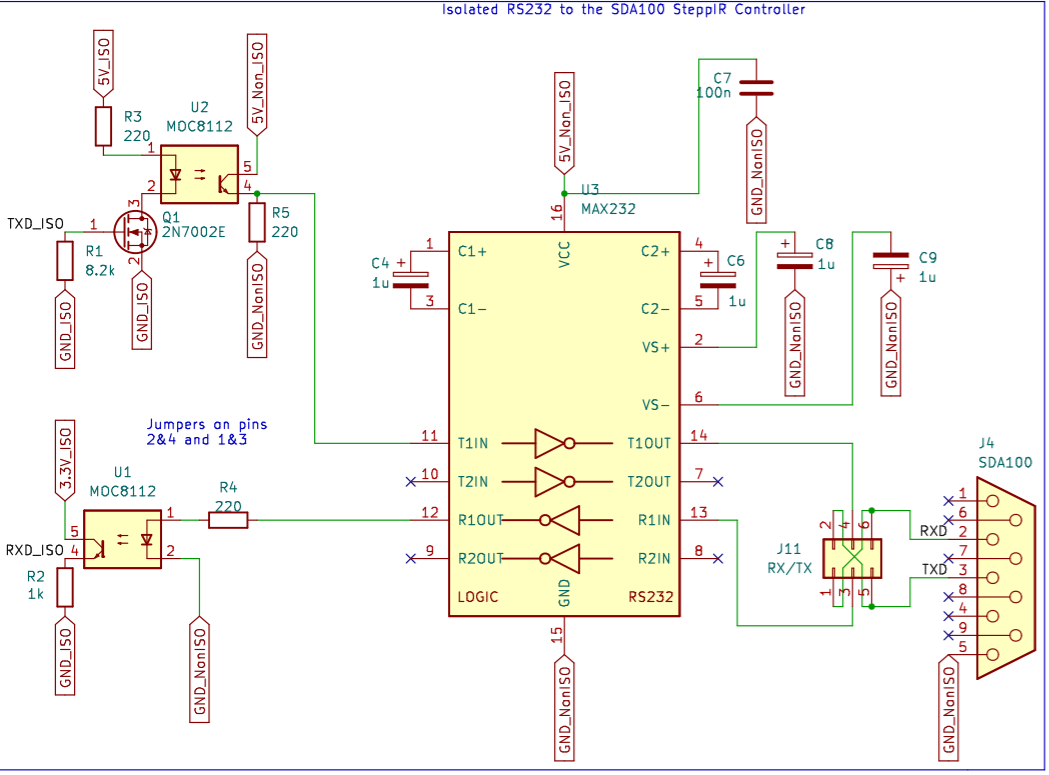 Isolated RS232 to the SDA100 SteppIR Controller
5V_ISO
5V_Non_ISO
5V_Non_ISO
C7
100n
GND_NonISO
R3
220
U2
MOC8112
1
2
5
4
3
TXD_ISO
1
Q1
2N7002E
2
R1
8.2k
GND_ISO
GND_ISO
R5
220
GND_NonISO
U3
MAX232
16
VCC
1
C1+
C4
+
1u
3
C1-
C2+
4
+
C6
1u
C2-
5
VS+
2
+
C8
1u
GND_NonISO
C9
1u
+
GND_NonISO
VS-
6
11
T1IN
T1OUT
14
10
T2IN
T2OUT
7
12
R1OUT
R1IN
13
9
R2OUT
R2IN
8
LOGIC
GND
RS232
15
GND_NonISO
Jumpers on pins
2&4 and 1&3
3.3V_ISO
U1
MOC8112
5
4
1
2
RXD_ISO
R4
220
R2
1k
GND_ISO
GND_NonISO
J11
RX/TX
2
4
6
1
3
5
J4
SDA100
1
6
RXD
2
7
TXD
3
8
4
9
5
GND_NonISO